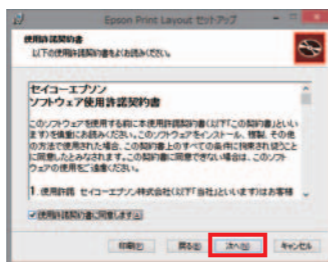 Epson Print Layout セットアップ
使用許諾契約書
以下の使用許諾契約書をよくお読みください。
セイコーエプソン
ソフトウェア使用許諾契約書
このソフトウェアを使用する前に本使用許諾契約書（以下「この契約書」といい
ます）を慎重にお読みください。このソフトウェアをインストール、複製、その他
の方法で使用された場合、この契約書上のすべての条件に拘束されることに
に同意したとみなされます。この契約書に同意できない場合は、このソフト
ウェアの使用をご遠慮ください。
1. 使用許諾 セイコーエプソン株式会社（以下「当社」といいます）はお客様
使用許諾契約書に同意します(A)
印刷(P) 戻る(B) 次へ(N) キャンセル